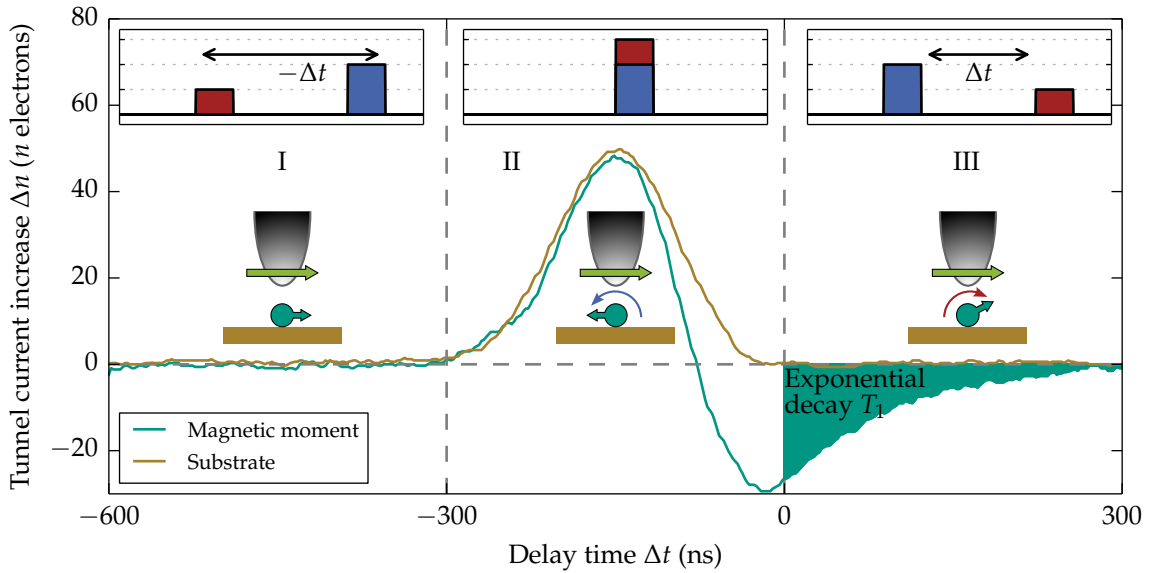 Tunnel current increase Δn (n electrons)
80
60
40
20
0
−20
−Δt
Δt
I
II
III
Exponential
decay T₁
Magnetic moment
Substrate
−600
−300
0
300
Delay time Δt (ns)